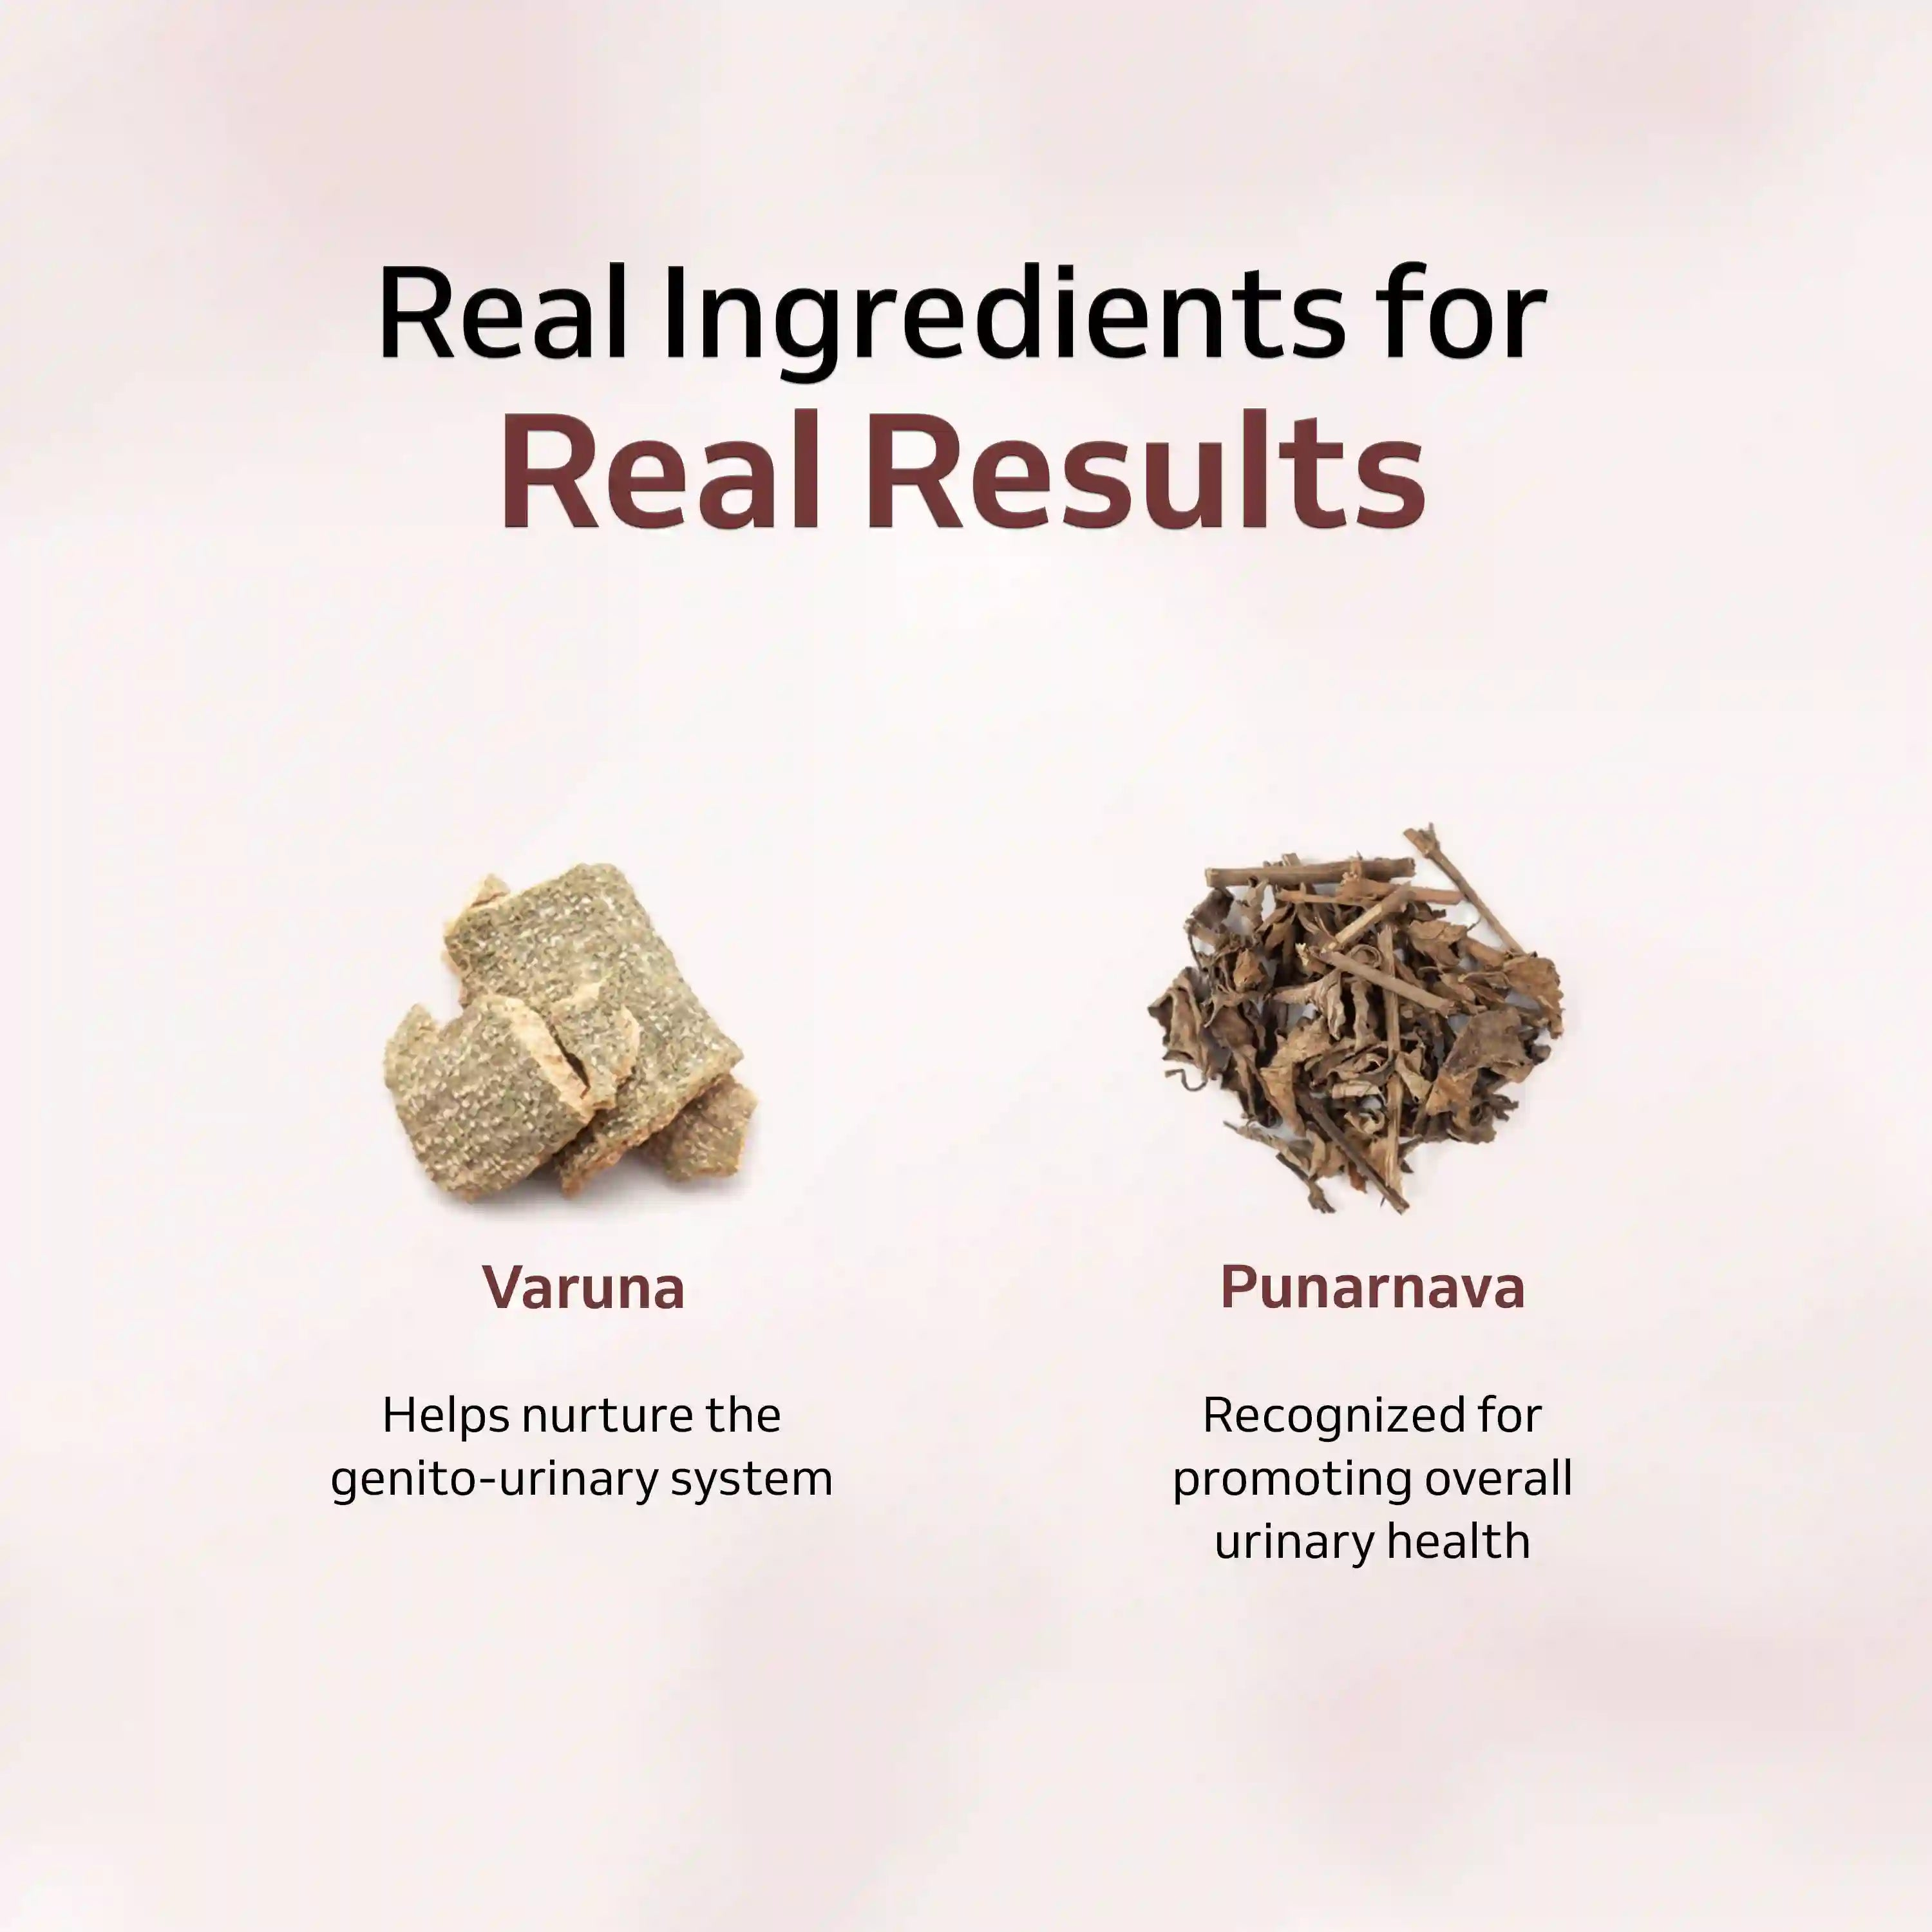 Real Ingredients for
Real Results
Varuna
Helps nurture the
genito-urinary system
Punarnava
Recognized for
promoting overall
urinary health